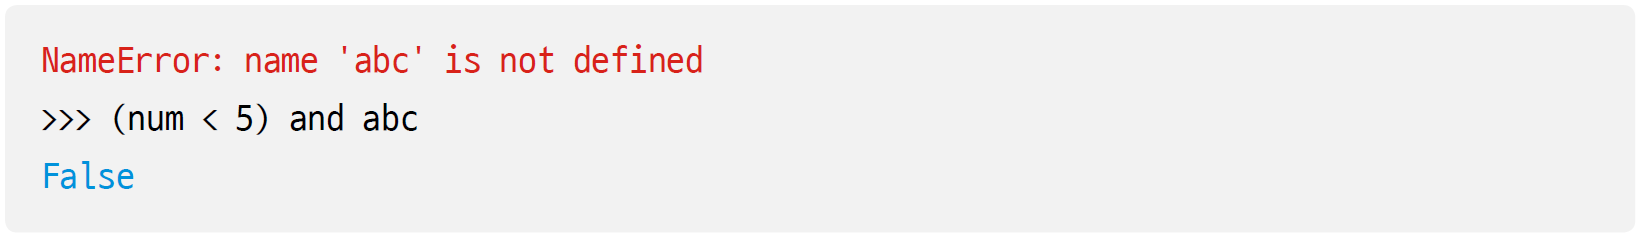 NameError: name 'abc' is not defined
>>> (num < 5) and abc
False